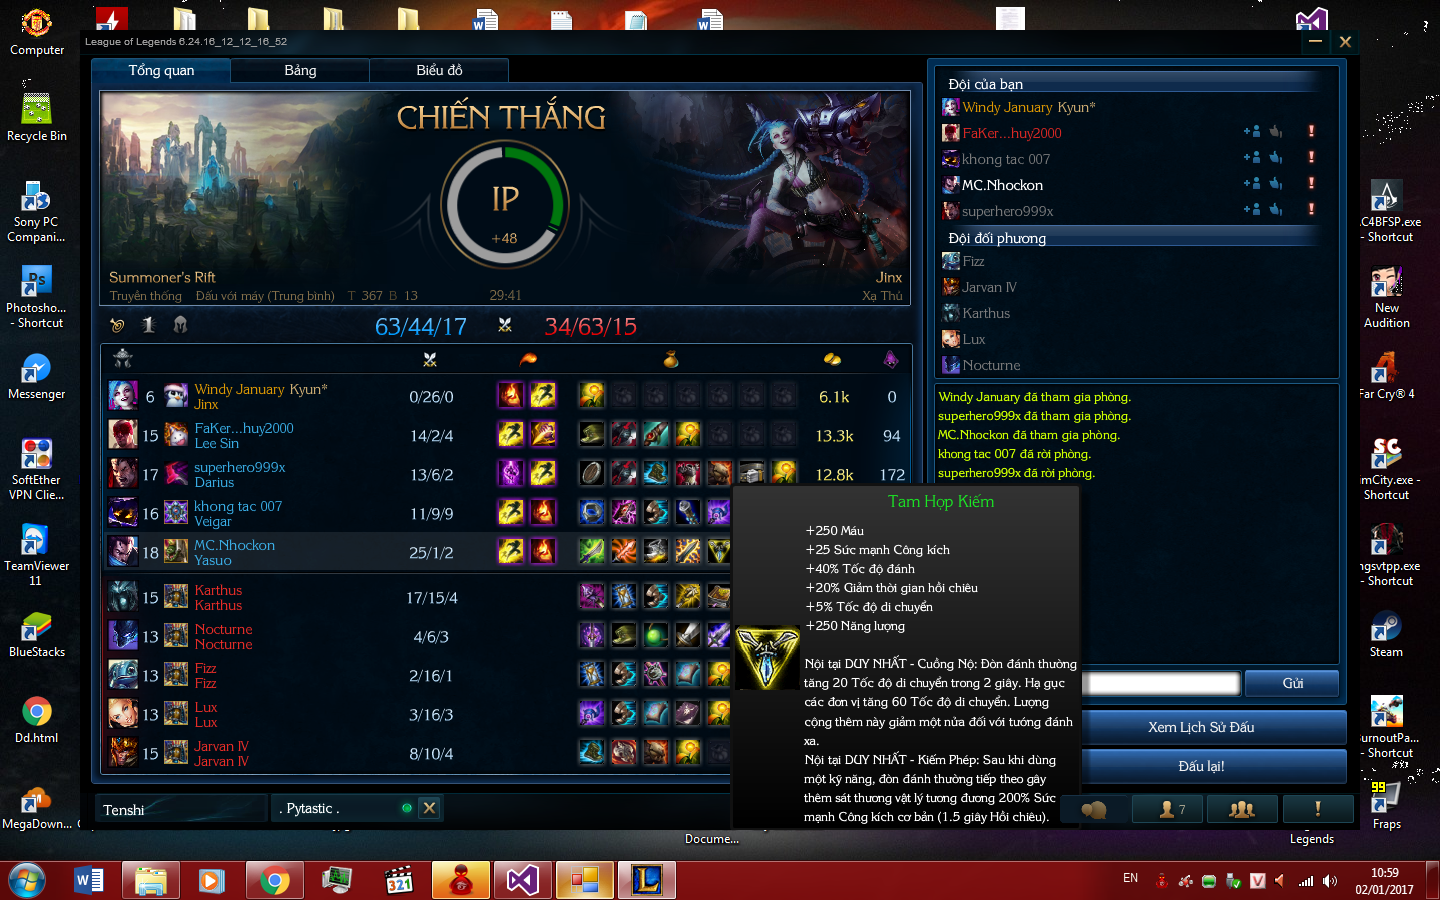 Computer
Recycle Bin
Sony PC
Compani...
Photosho...
- Shortcut
Messenger
SoftEther
VPN Clie...
TeamViewer
11
BlueStacks
Dd.html
MegaDown...
League of Legends 6.24.16_12_12_16_52
Tổng quan
Bảng
Biểu đồ
CHIẾN THẮNG
IP
+48
Summoner's Rift
Truyền thống Đấu với máy (Trung bình) T 367 B 13
29:41
Jinx
Xạ Thủ
1 63/44/17 34/63/15
6 Windy January Kyun* 0/26/0 6.1k 0
Jinx
15 FaKer...huy2000 14/2/4 13.3k 94
Lee Sin
17 superhero999x 13/6/2 12.8k 172
Darius
16 khong tac 007 11/9/9
Veigar
18 MC.Nhockon 25/1/2
Yasuo
15 Karthus 17/15/4
Karthus
13 Nocturne 4/6/3
Nocturne
13 Fizz 2/16/1
Fizz
13 Lux 3/16/3
Lux
15 Jarvan IV 8/10/4
Jarvan IV
Tam Hợp Kiếm
+250 Máu
+25 Sức mạnh Công kích
+40% Tốc độ đánh
+20% Giảm thời gian hồi chiêu
+5% Tốc độ di chuyển
+250 Năng lượng
Nội tại DUY NHẤT - Cuồng Nộ: Đòn đánh thường
tăng 20 Tốc độ di chuyển trong 2 giây. Hạ gục
các đơn vị tăng 60 Tốc độ di chuyển. Lượng
cộng thêm này giảm một nửa đối với tướng đánh
xa.
Nội tại DUY NHẤT - Kiếm Phép: Sau khi dùng
một kỹ năng, đòn đánh thường tiếp theo gây
thêm sát thương vật lý tương đương 200% Sức
mạnh Công kích cơ bản (1.5 giây Hồi chiêu).
Đội của bạn
Windy January Kyun*
FaKer...huy2000
khong tac 007
MC.Nhockon
superhero999x
Đội đối phương
Fizz
Jarvan IV
Karthus
Lux
Nocturne
Windy January đã tham gia phòng.
superhero999x đã tham gia phòng.
MC.Nhockon đã tham gia phòng.
khong tac 007 đã rời phòng.
superhero999x đã rời phòng.
Gửi
Xem Lịch Sử Đấu
Đấu lại!
Tenshi
. Pytastic .
7
C4BFSP.exe
- Shortcut
New
Audition
Far Cry® 4
imCity.exe -
Shortcut
ngsvtpp.exe
- Shortcut
Steam
urnoutPa...
- Shortcut
99
Fraps
Docume...
Legends
EN
10:59
02/01/2017